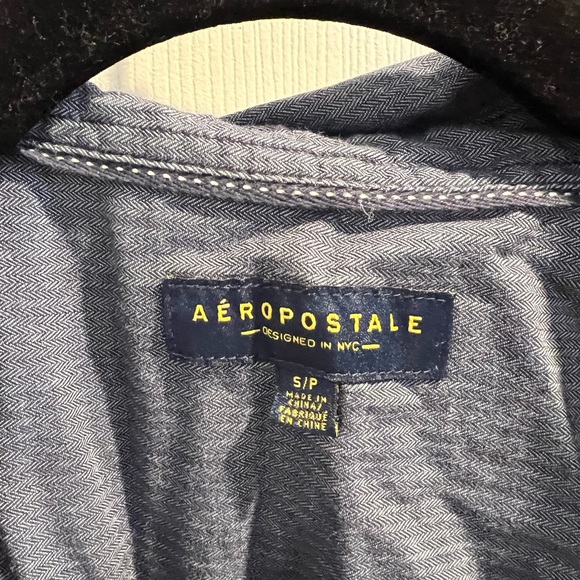 AÉROPOSTALE
—DESIGNED IN NYC—
S/P
MADE IN
CHINA/
FABRIQUÉ
EN CHINE